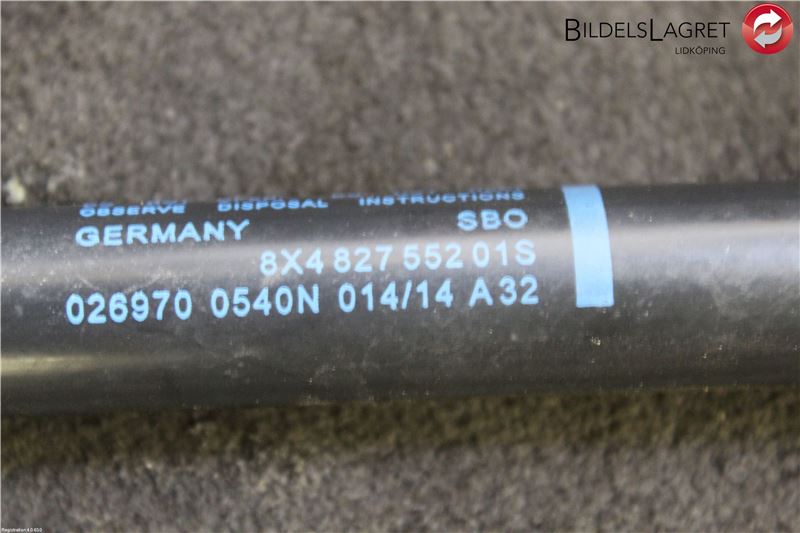 BILDELSLAGRET
LIDKÖPING
OBSERVE DISPOSAL INSTRUCTIONS
GERMANY SBO
8X4 827 552 01S
026970 0540N 014/14 A32